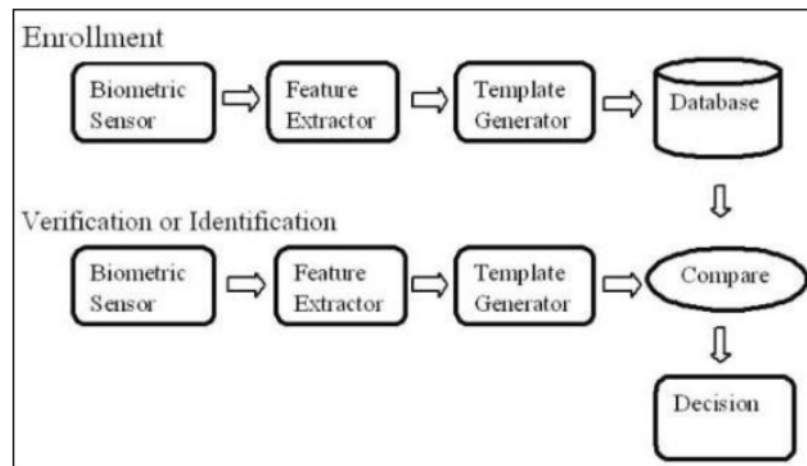 Enrollment
Biometric
Sensor
Feature
Extractor
Template
Generator
Database
Verification or Identification
Biometric
Sensor
Feature
Extractor
Template
Generator
Compare
Decision